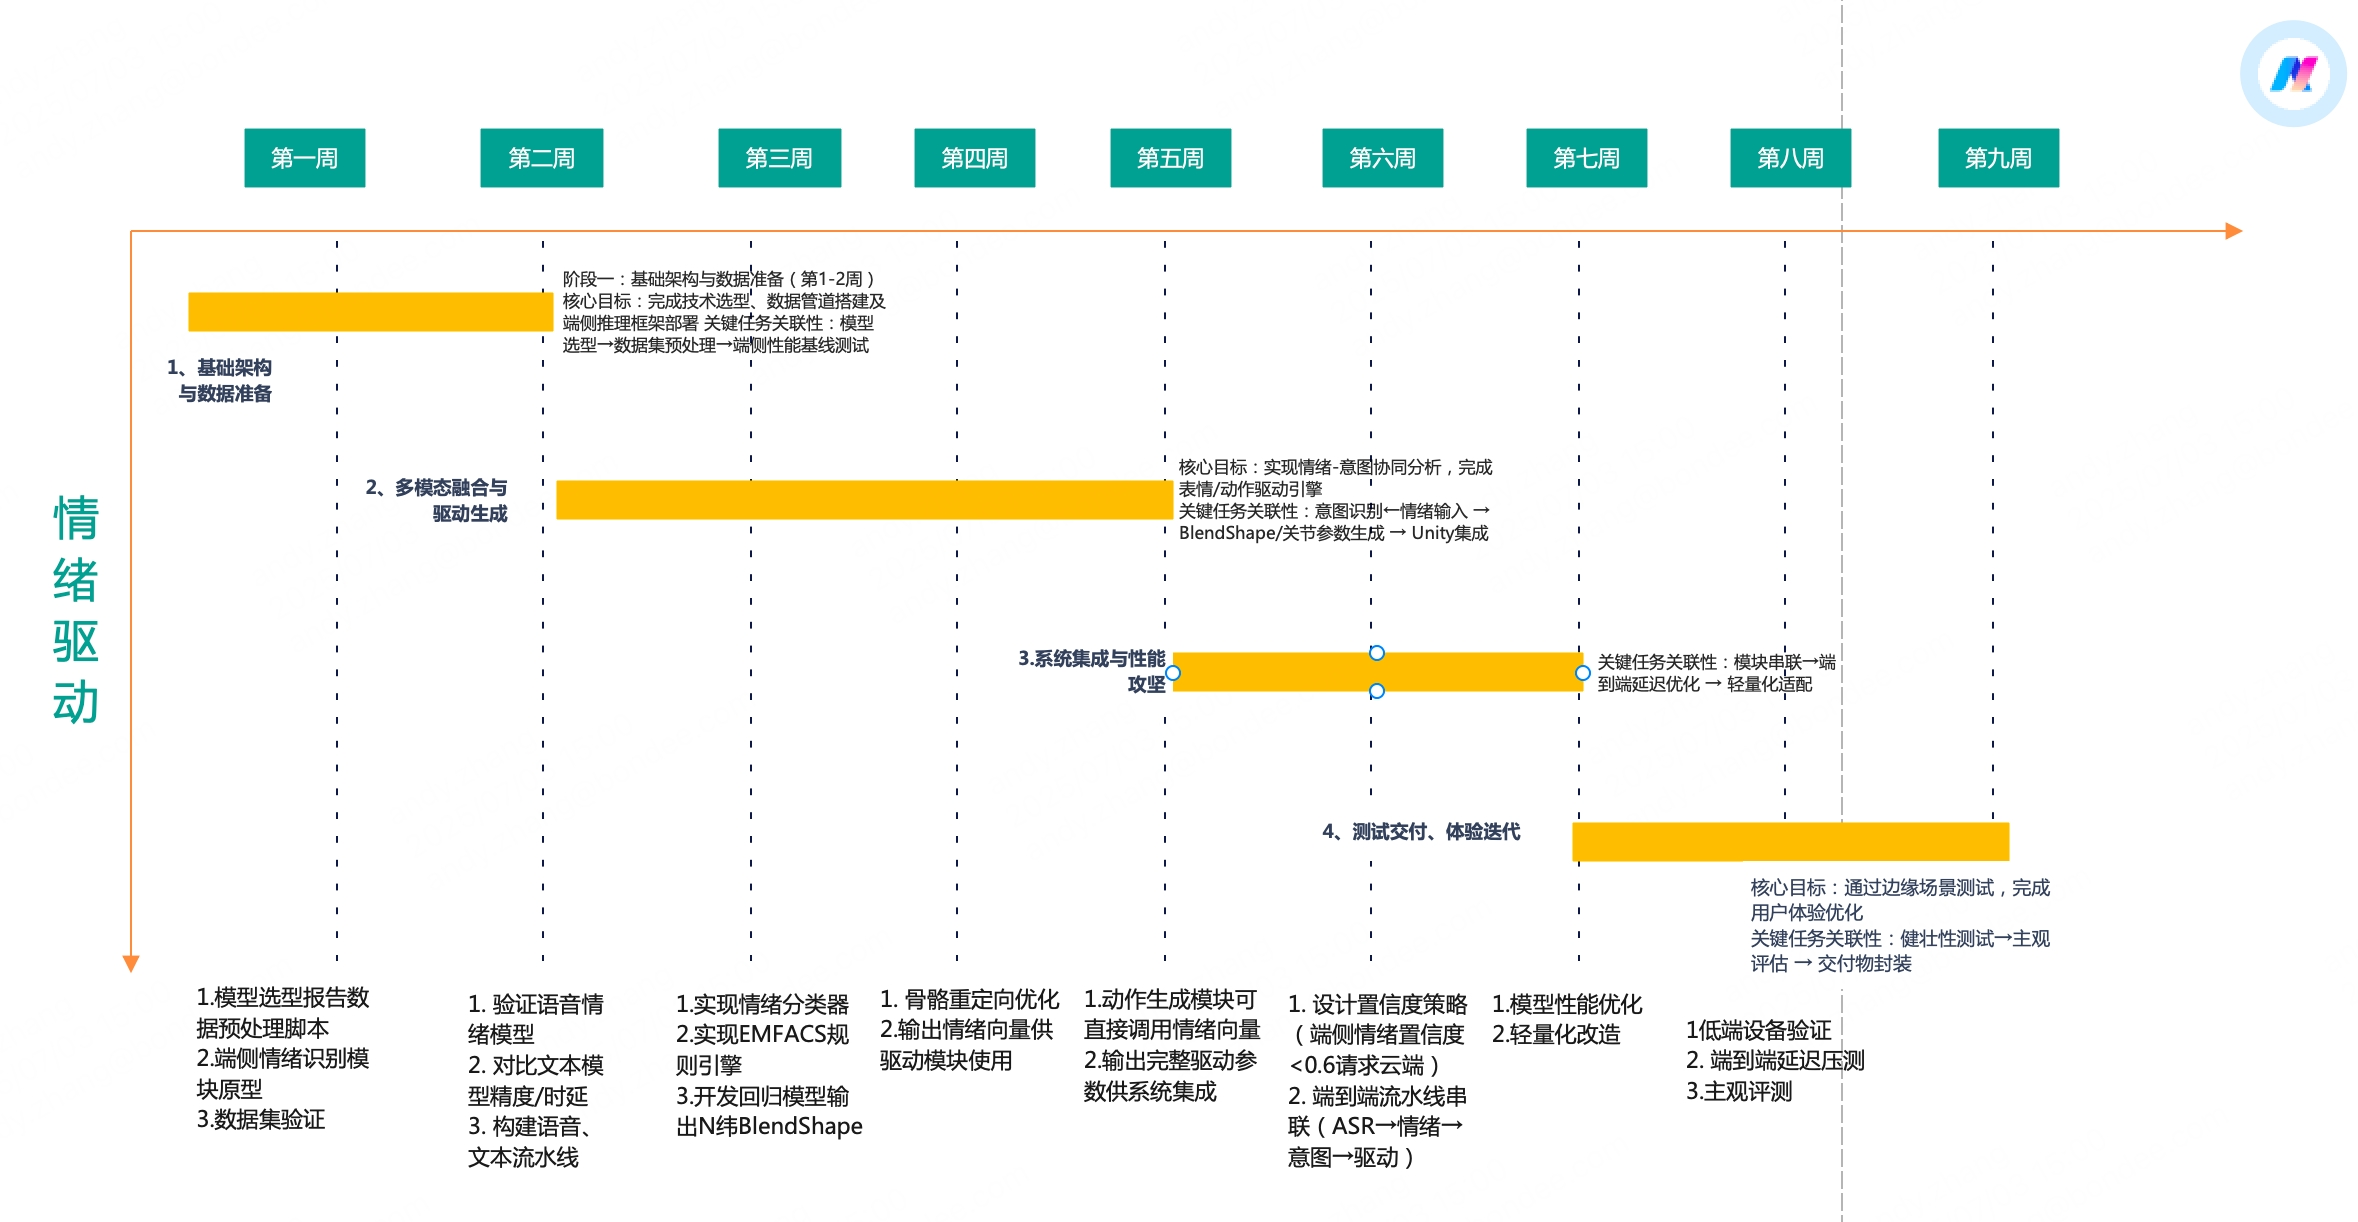 第一周
第二周
第三周
第四周
第五周
第六周
第七周
第八周
第九周
情
绪
驱
动
阶段一：基础架构与数据准备（第1-2周）
核心目标：完成技术选型、数据管道搭建及
端侧推理框架部署 关键任务关联性：模型
选型→数据集预处理→端侧性能基线测试
1、基础架构
与数据准备
2、多模态融合与
驱动生成
核心目标：实现情绪-意图协同分析，完成
表情/动作驱动引擎
关键任务关联性：意图识别←情绪输入 →
BlendShape/关节参数生成 → Unity集成
3.系统集成与性能
攻坚
关键任务关联性：模块串联→端
到端延迟优化 → 轻量化适配
4、测试交付、体验迭代
核心目标：通过边缘场景测试，完成
用户体验优化
关键任务关联性：健壮性测试→主观
评估 → 交付物封装
1.模型选型报告数
据预处理脚本
2.端侧情绪识别模
块原型
3.数据集验证
1. 验证语音情
绪模型
2. 对比文本模
型精度/时延
3. 构建语音、
文本流水线
1.实现情绪分类器
2.实现EMFACS规
则引擎
3.开发回归模型输
出N纬BlendShape
1. 骨骼重定向优化
2.输出情绪向量供
驱动模块使用
1.动作生成模块可
直接调用情绪向量
2.输出完整驱动参
数供系统集成
1. 设计置信度策略
（端侧情绪置信度
<0.6请求云端）
2. 端到端流水线串
联（ASR→情绪→
意图→驱动）
1.模型性能优化
2.轻量化改造
1低端设备验证
2. 端到端延迟压测
3.主观评测